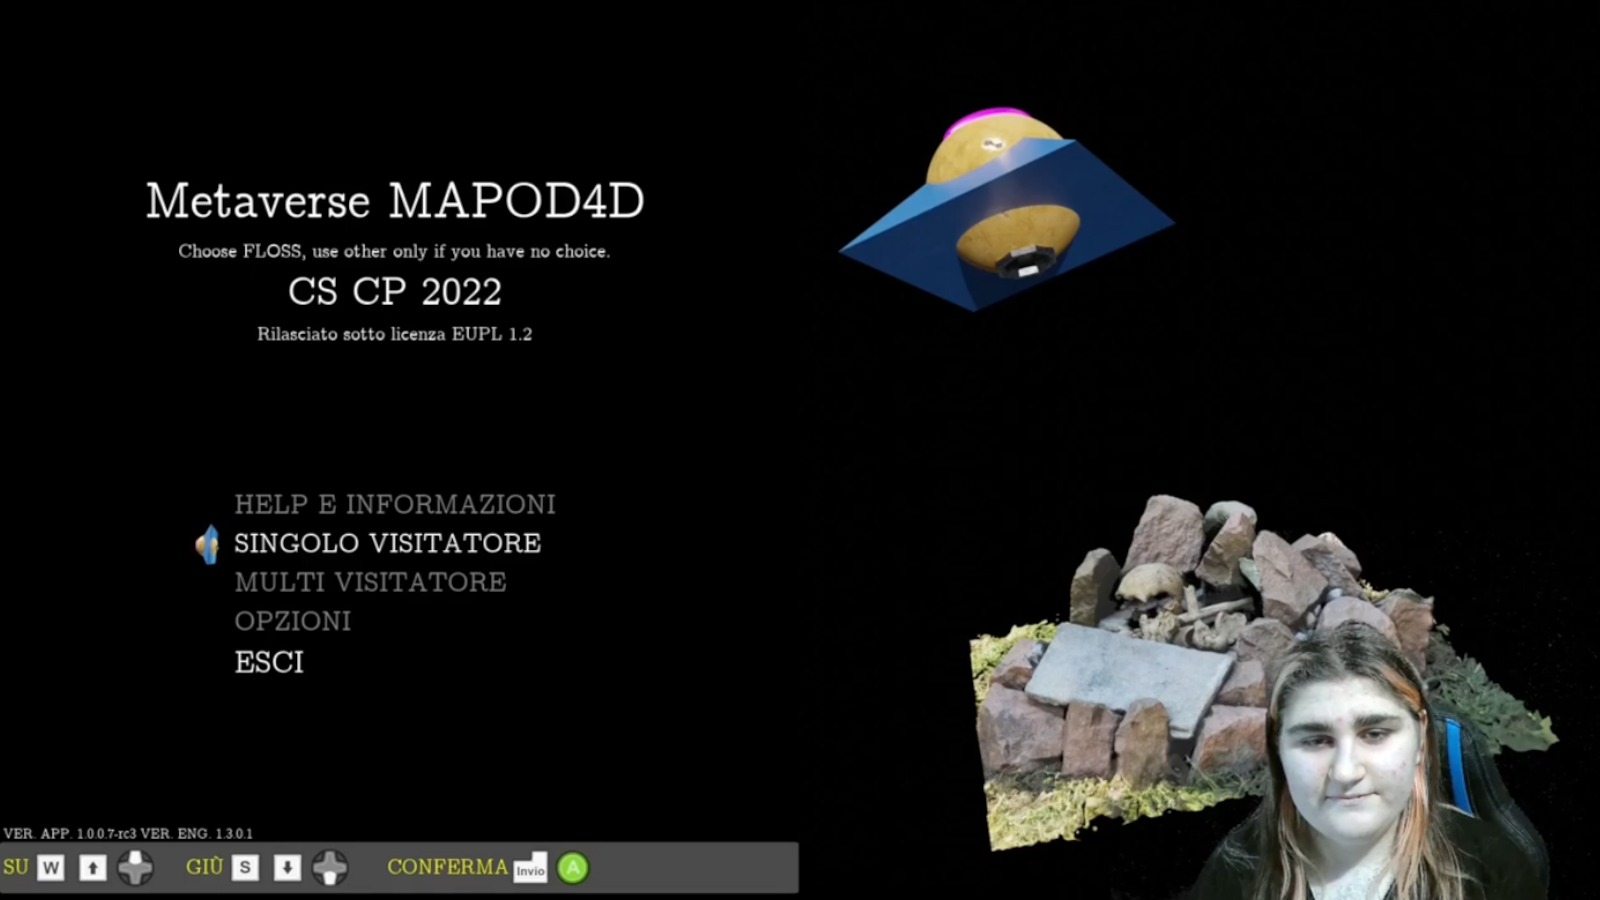 Metaverse MAPOD4D
Choose FLOSS, use other only if you have no choice.
CS CP 2022
Rilasciato sotto licenza EUPL 1.2
HELP E INFORMAZIONI
SINGOLO VISITATORE
MULTI VISITATORE
OPZIONI
ESCI
VER. APP. 1.0.0.7-rc3 VER. ENG. 1.3.0.1
SU W GIÙ S CONFERMA Invio A